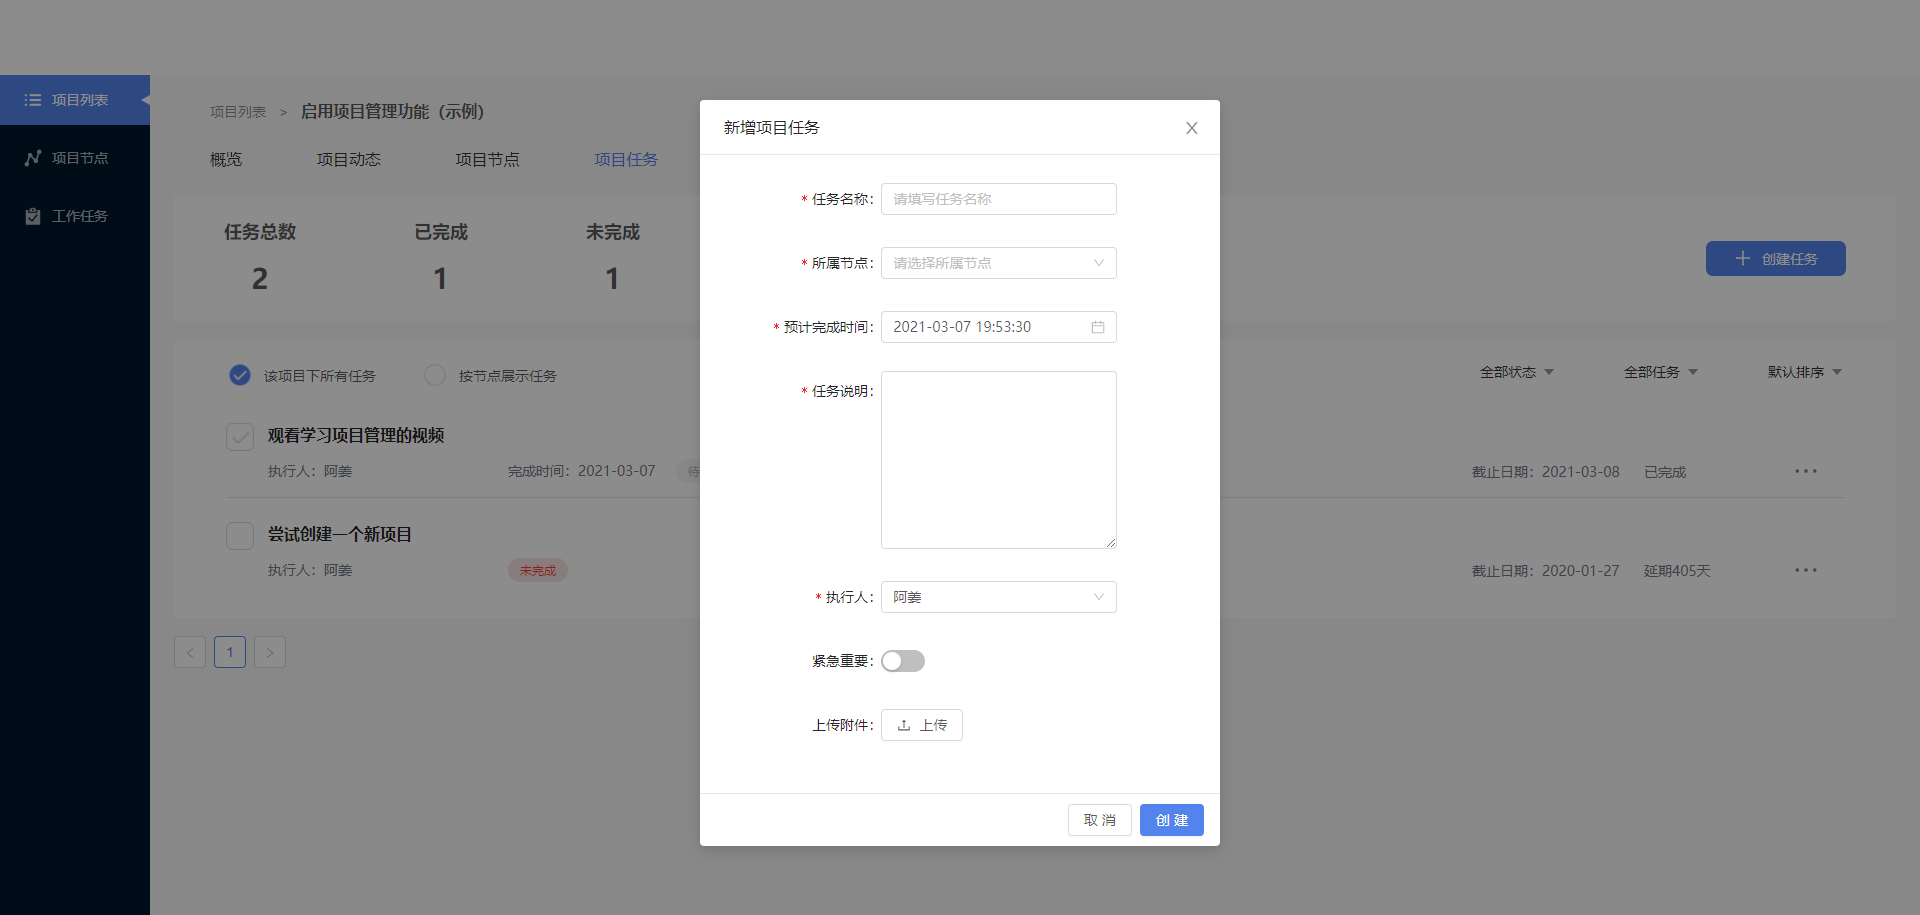 项目列表
项目节点
工作任务
项目列表 > 启用项目管理功能（示例）
概览 项目动态 项目节点 项目任务
任务总数 已完成 未完成
2 1 1
创建任务
该项目下所有任务 按节点展示任务
全部状态 全部任务 默认排序
观看学习项目管理的视频
执行人：阿姜 完成时间：2021-03-07 待
截止日期：2021-03-08 已完成
尝试创建一个新项目
执行人：阿姜 未完成
截止日期：2020-01-27 延期405天
< 1 >
新增项目任务
* 任务名称： 请填写任务名称
* 所属节点： 请选择所属节点
* 预计完成时间： 2021-03-07 19:53:30
* 任务说明：
* 执行人： 阿姜
紧急重要：
上传附件： 上传
取 消 创 建